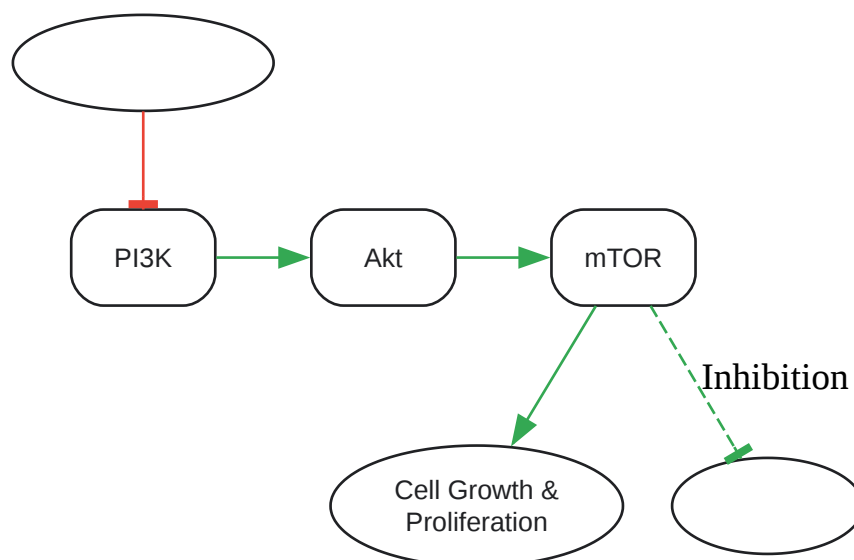 PI3K
Akt
mTOR
Inhibition
Cell Growth &
Proliferation